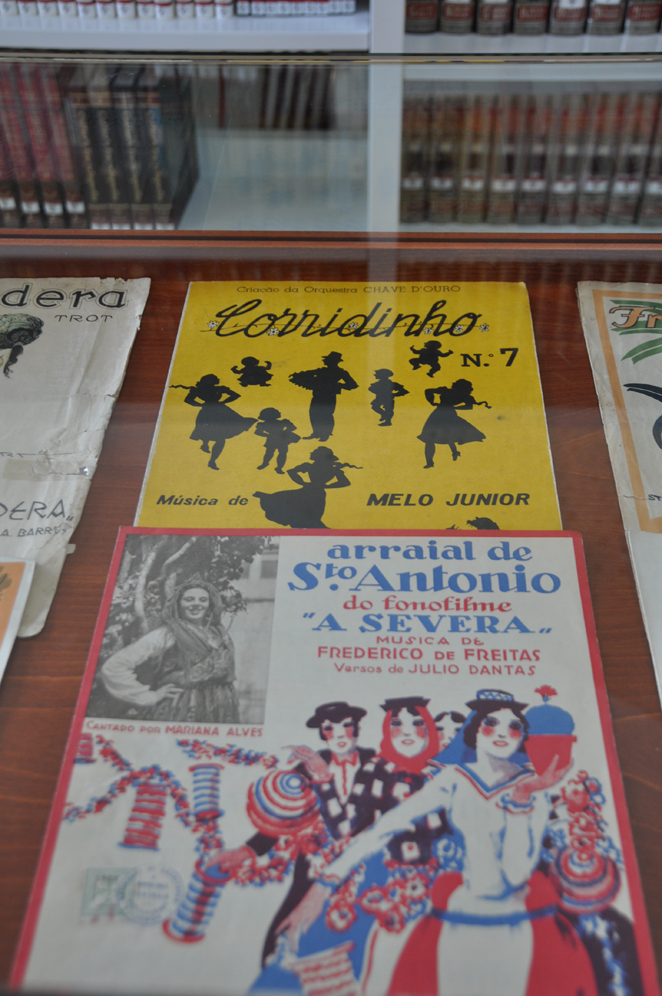 dera
TROT
DERA„
A. BARR
Criação da Orquestra CHAVE D'OURO
Corridinho
N.º 7
Música de MELO JUNIOR
arraial de
Sto. Antonio
do fonofilme
"A SEVERA„
MUSICA DE
FREDERICO DE FREITAS
Versos de JULIO DANTAS
CANTADO POR MARIANA ALVES
Fr